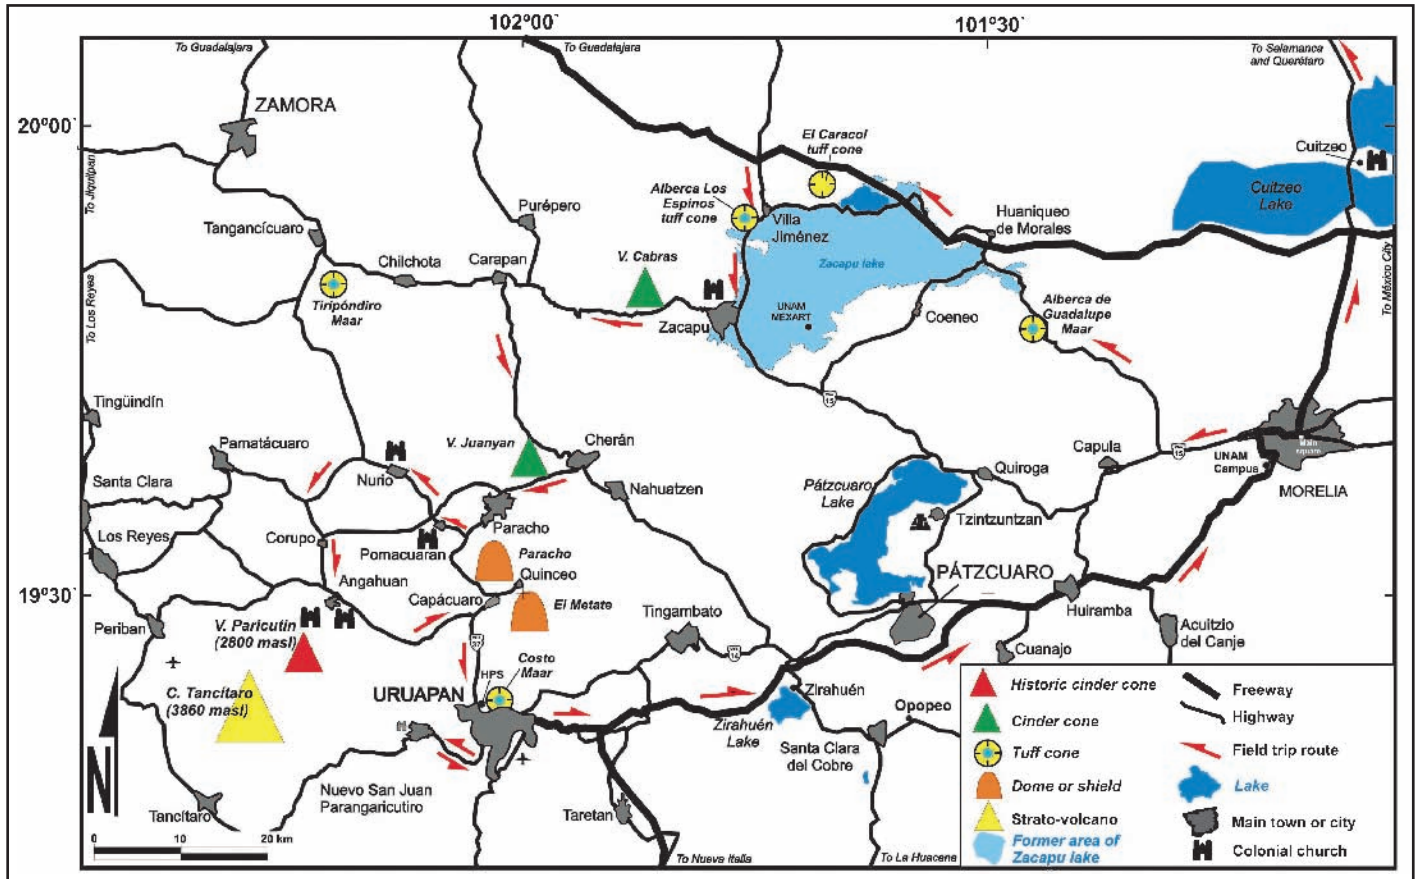 102°00'
101°30'
To Guadalajara
To Guadalajara
To Salamanca
and Querétaro
ZAMORA
20°00'
El Caracol
tuff cone
Cuitzeo
To Jiquilpan
Alberca Los
Espinos
tuff cone
Cuitzeo
Lake
Purépero
Villa
Jiménez
Huaniqueo
de Morales
Tangancícuaro
Chilchota
Carapan
V. Cabras
Zacapu lake
To México City
To Los Reyes
Tiripóndiro
Maar
UNAM
MEXART
Zacapu
Coeneo
Alberca de
Guadalupe
Maar
15
Tingüindín
Pamatácuaro
V. Juanyan
Cherán
Capula
15
UNAM
Campus
Main
square
MORELIA
Santa Clara
Nurio
Nahuatzen
Pátzcuaro
Lake
Quiroga
Tzintzuntzan
Los Reyes
Corupo
Pomacuaran
Paracho
Paracho
Quinceo
PÁTZCUARO
19°30'
Angahuan
Capácuaro
El Metate
Tingambato
Huiramba
Periban
V. Paricutin
(2800 masl)
37
14
Acuitzio
del Canje
Cuanajo
C. Tancítaro
(3860 masl)
URUAPAN
HPS
Costo
Maar
Zirahuén
Zirahuén
Lake
Opopeo
Santa Clara
del Cobre
Nuevo San Juan
Parangaricutiro
Tancítaro
Taretan
N
0 10 20 km
To Nueva Italia
To La Huacana
Historic cinder cone
Cinder cone
Tuff cone
Dome or shield
Strato-volcano
Former area of
Zacapu lake
Freeway
Highway
Field trip route
Lake
Main town or city
Colonial church